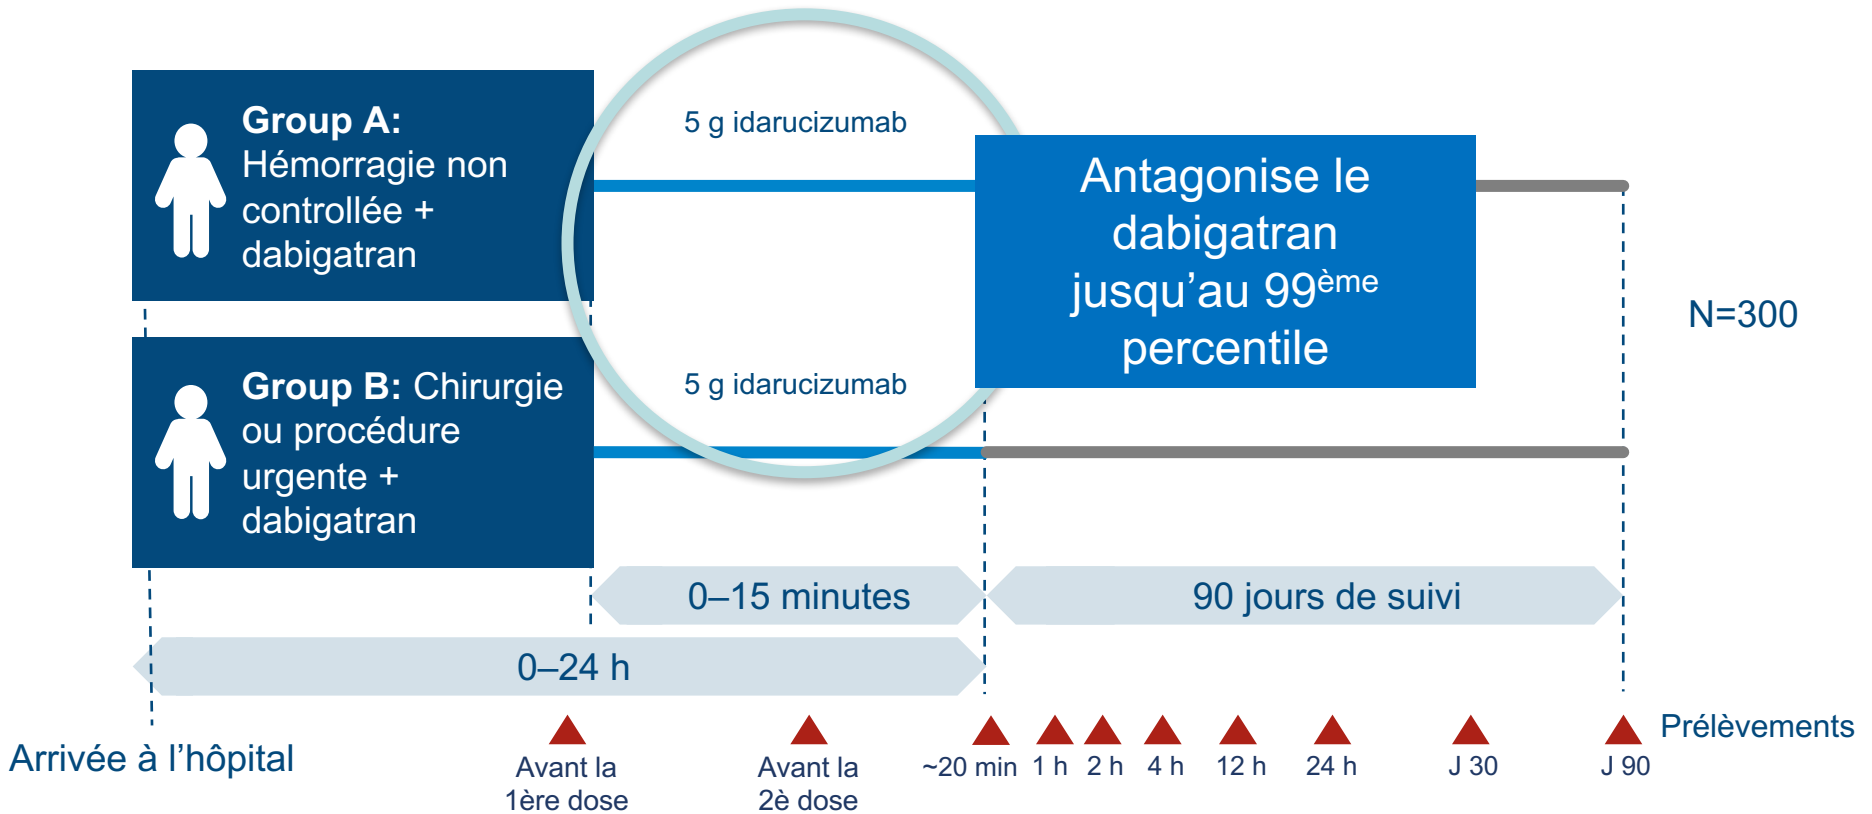 Group A:
Hémorragie non
controllée +
dabigatran
5 g idarucizumab
Antagonise le
dabigatran
jusqu’au 99ème
percentile
N=300
Group B: Chirurgie
ou procédure
urgente +
dabigatran
5 g idarucizumab
0–15 minutes
90 jours de suivi
0–24 h
Arrivée à l’hôpital
Avant la
1ère dose
Avant la
2è dose
~20 min
1 h
2 h
4 h
12 h
24 h
J 30
J 90
Prélèvements